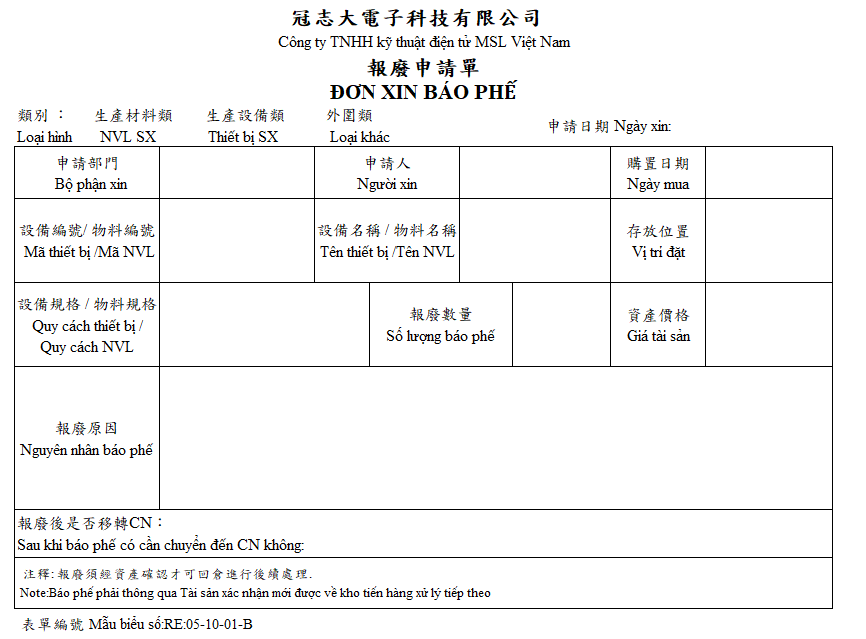 冠志大電子科技有限公司
Công ty TNHH kỹ thuật điện tử MSL Việt Nam
報廢申請單
ĐƠN XIN BÁO PHẾ
類別： 生產材料類 生產設備類 外圍類
Loại hình NVL SX Thiết bị SX Loại khác
申請日期 Ngày xin:
申請部門
Bộ phận xin
申請人
Người xin
購置日期
Ngày mua
設備編號/ 物料編號
Mã thiết bị /Mã NVL
設備名稱 / 物料名稱
Tên thiết bị /Tên NVL
存放位置
Vị trí đặt
設備規格 / 物料規格
Quy cách thiết bị /
Quy cách NVL
報廢數量
Số lượng báo phế
資產價格
Giá tài sản
報廢原因
Nguyên nhân báo phế
報廢後是否移轉CN：
Sau khi báo phế có cần chuyển đến CN không:
注釋: 報廢須經資產確認才可回倉進行後續處理.
Note:Báo phế phải thông qua Tài sản xác nhận mới được về kho tiến hàng xử lý tiếp theo
表單編號 Mẫu biểu số:RE:05-10-01-B